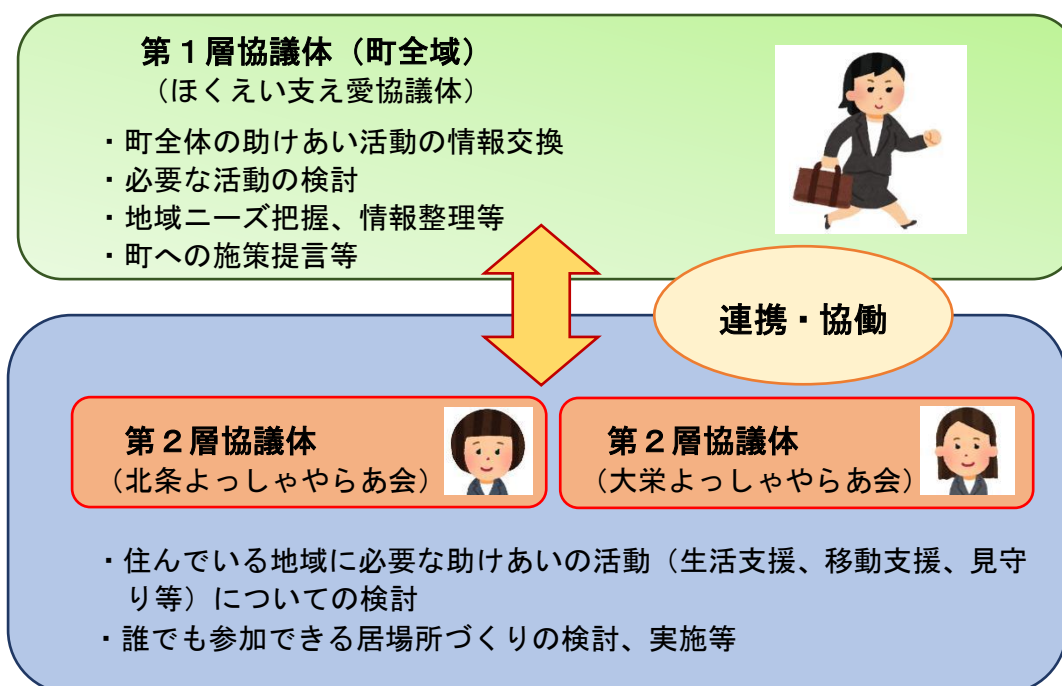 第１層協議体（町全域）
（ほくえい支え愛協議体）
・町全体の助けあい活動の情報交換
・必要な活動の検討
・地域ニーズ把握、情報整理等
・町への施策提言等
連携・協働
第２層協議体
（北条よっしゃやらあ会）
第２層協議体
（大栄よっしゃやらあ会）
・住んでいる地域に必要な助けあいの活動（生活支援、移動支援、見守
り等）についての検討
・誰でも参加できる居場所づくりの検討、実施等